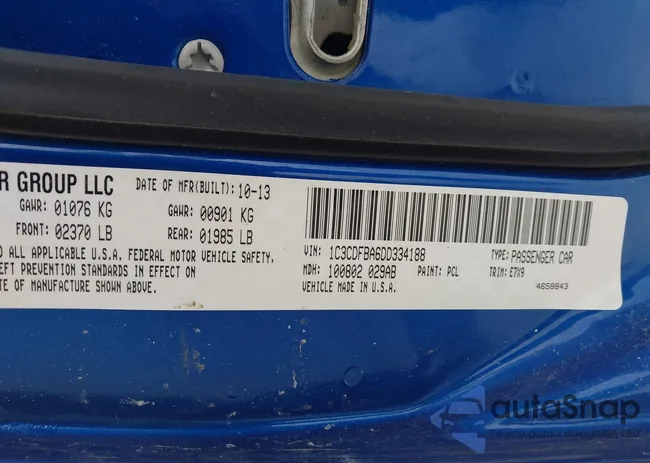 R GROUP LLC
DATE OF MFR(BUILT): 10-13
GAWR: 01076 KG
GAWR: 00901 KG
FRONT: 02370 LB
REAR: 01985 LB
O ALL APPLICABLE U.S.A. FEDERAL MOTOR VEHICLE SAFETY,
EFT PREVENTION STANDARDS IN EFFECT ON
ATE OF MANUFACTURE SHOWN ABOVE.
VIN: 1C3CDFBA6DD334188
TYPE: PASSENGER CAR
MDH: 100802 029AB
PAINT: PCL
TRIM: E7X9
VEHICLE MADE IN U.S.A.
4658843
autoSnap